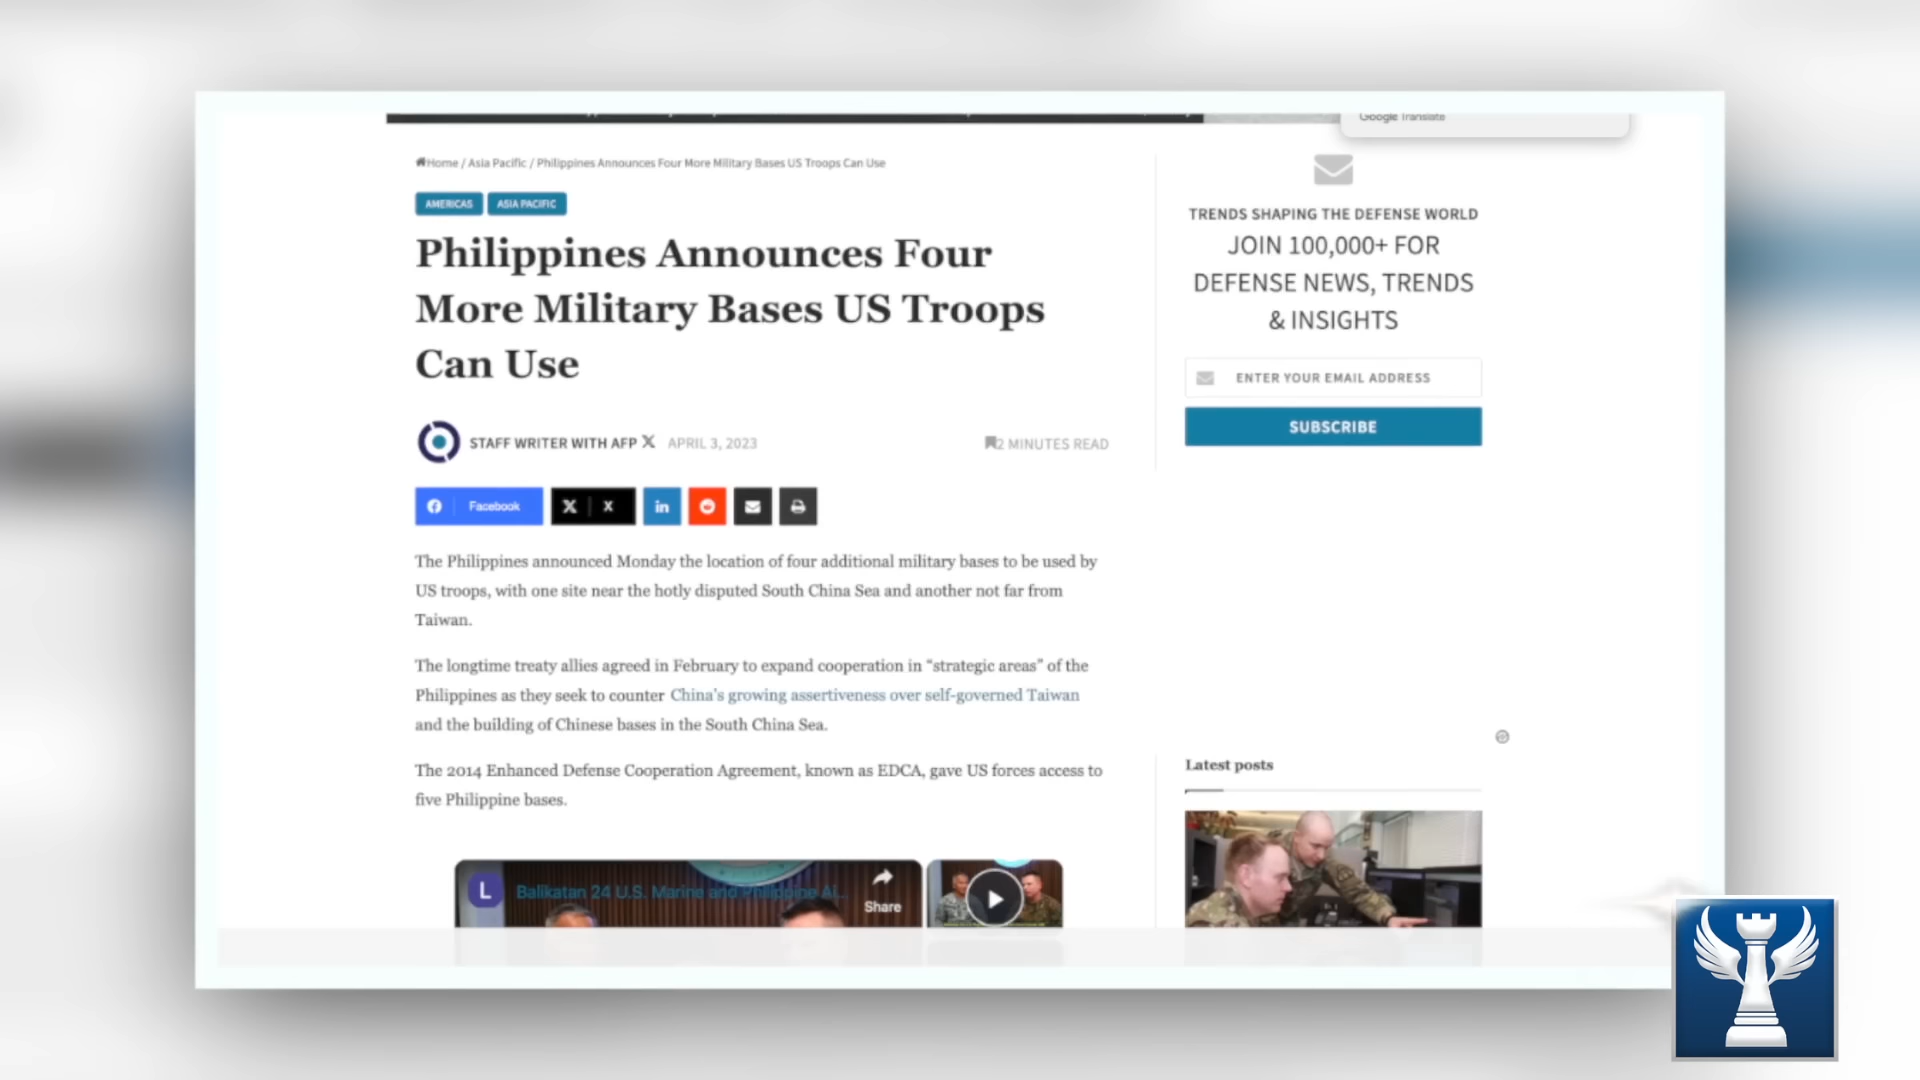 Google Translate
Home / Asia Pacific / Philippines Announces Four More Military Bases US Troops Can Use
AMERICAS
ASIA PACIFIC
Philippines Announces Four
More Military Bases US Troops
Can Use
STAFF WRITER WITH AFP
APRIL 3, 2023
2 MINUTES READ
Facebook
X
in
The Philippines announced Monday the location of four additional military bases to be used by
US troops, with one site near the hotly disputed South China Sea and another not far from
Taiwan.
The longtime treaty allies agreed in February to expand cooperation in “strategic areas” of the
Philippines as they seek to counter China’s growing assertiveness over self-governed Taiwan
and the building of Chinese bases in the South China Sea.
The 2014 Enhanced Defense Cooperation Agreement, known as EDCA, gave US forces access to
five Philippine bases.
L
Balikatan 24 U.S. Marine and Philippine Ai...
Share
TRENDS SHAPING THE DEFENSE WORLD
JOIN 100,000+ FOR
DEFENSE NEWS, TRENDS
& INSIGHTS
ENTER YOUR EMAIL ADDRESS
SUBSCRIBE
Latest posts